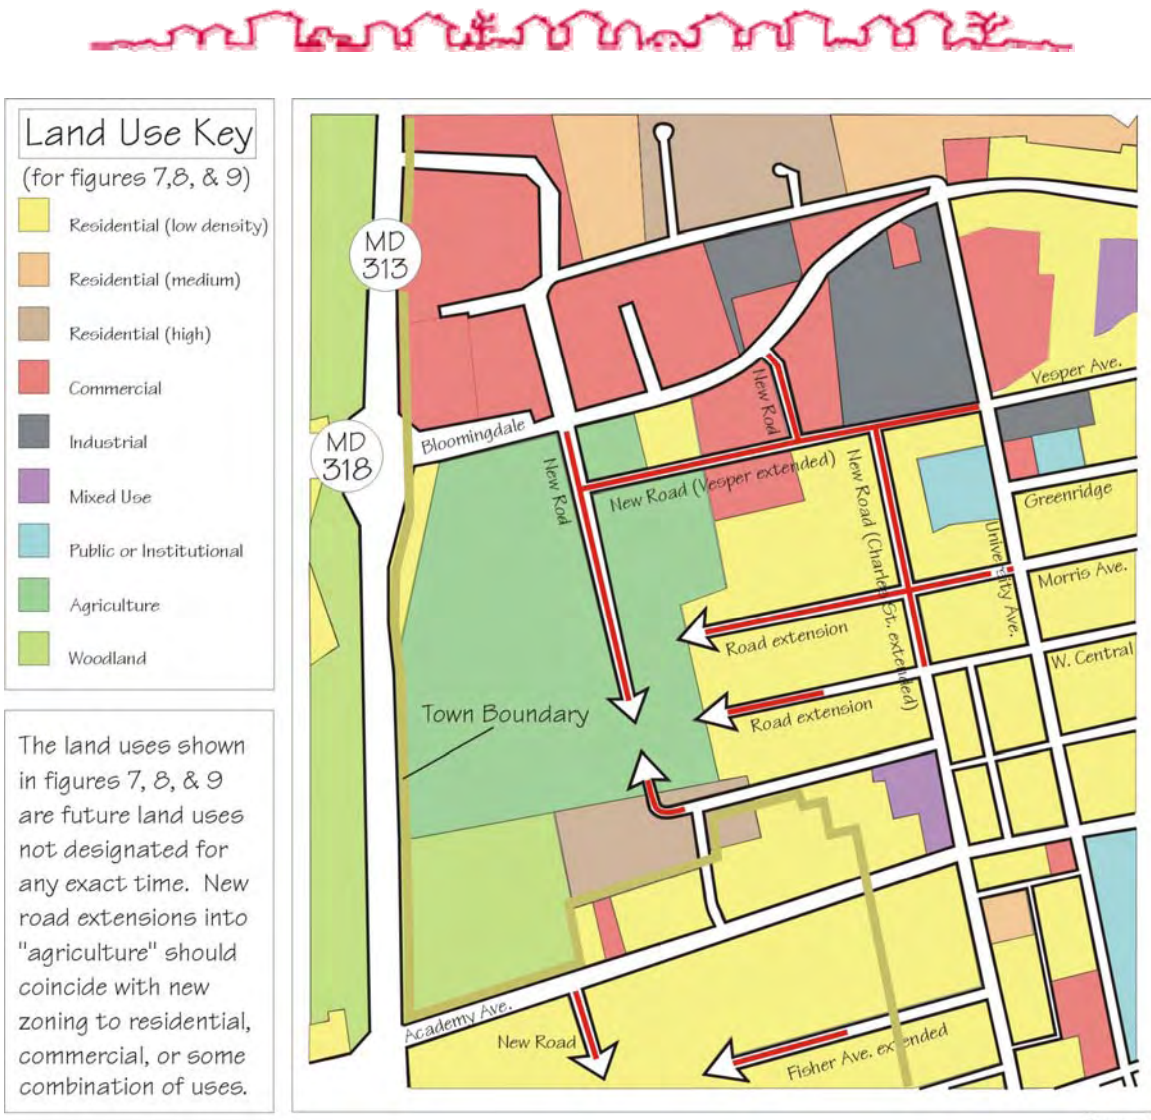 Land Use Key
(for figures 7,8, & 9)
Residential (low density)
Residential (medium)
Residential (high)
Commercial
Industrial
Mixed Use
Public or Institutional
Agriculture
Woodland
The land uses shown
in figures 7, 8, & 9
are future land uses
not designated for
any exact time. New
road extensions into
"agriculture" should
coincide with new
zoning to residential,
commercial, or some
combination of uses.
MD
313
MD
318
Bloomingdale
New Rod
New Rod
New Road (Vesper extended)
New Road (Charles St. extended)
Vesper Ave.
Greenridge
University Ave.
Morris Ave.
W. Central
Road extension
Road extension
Town Boundary
Academy Ave.
New Road
Fisher Ave. extended